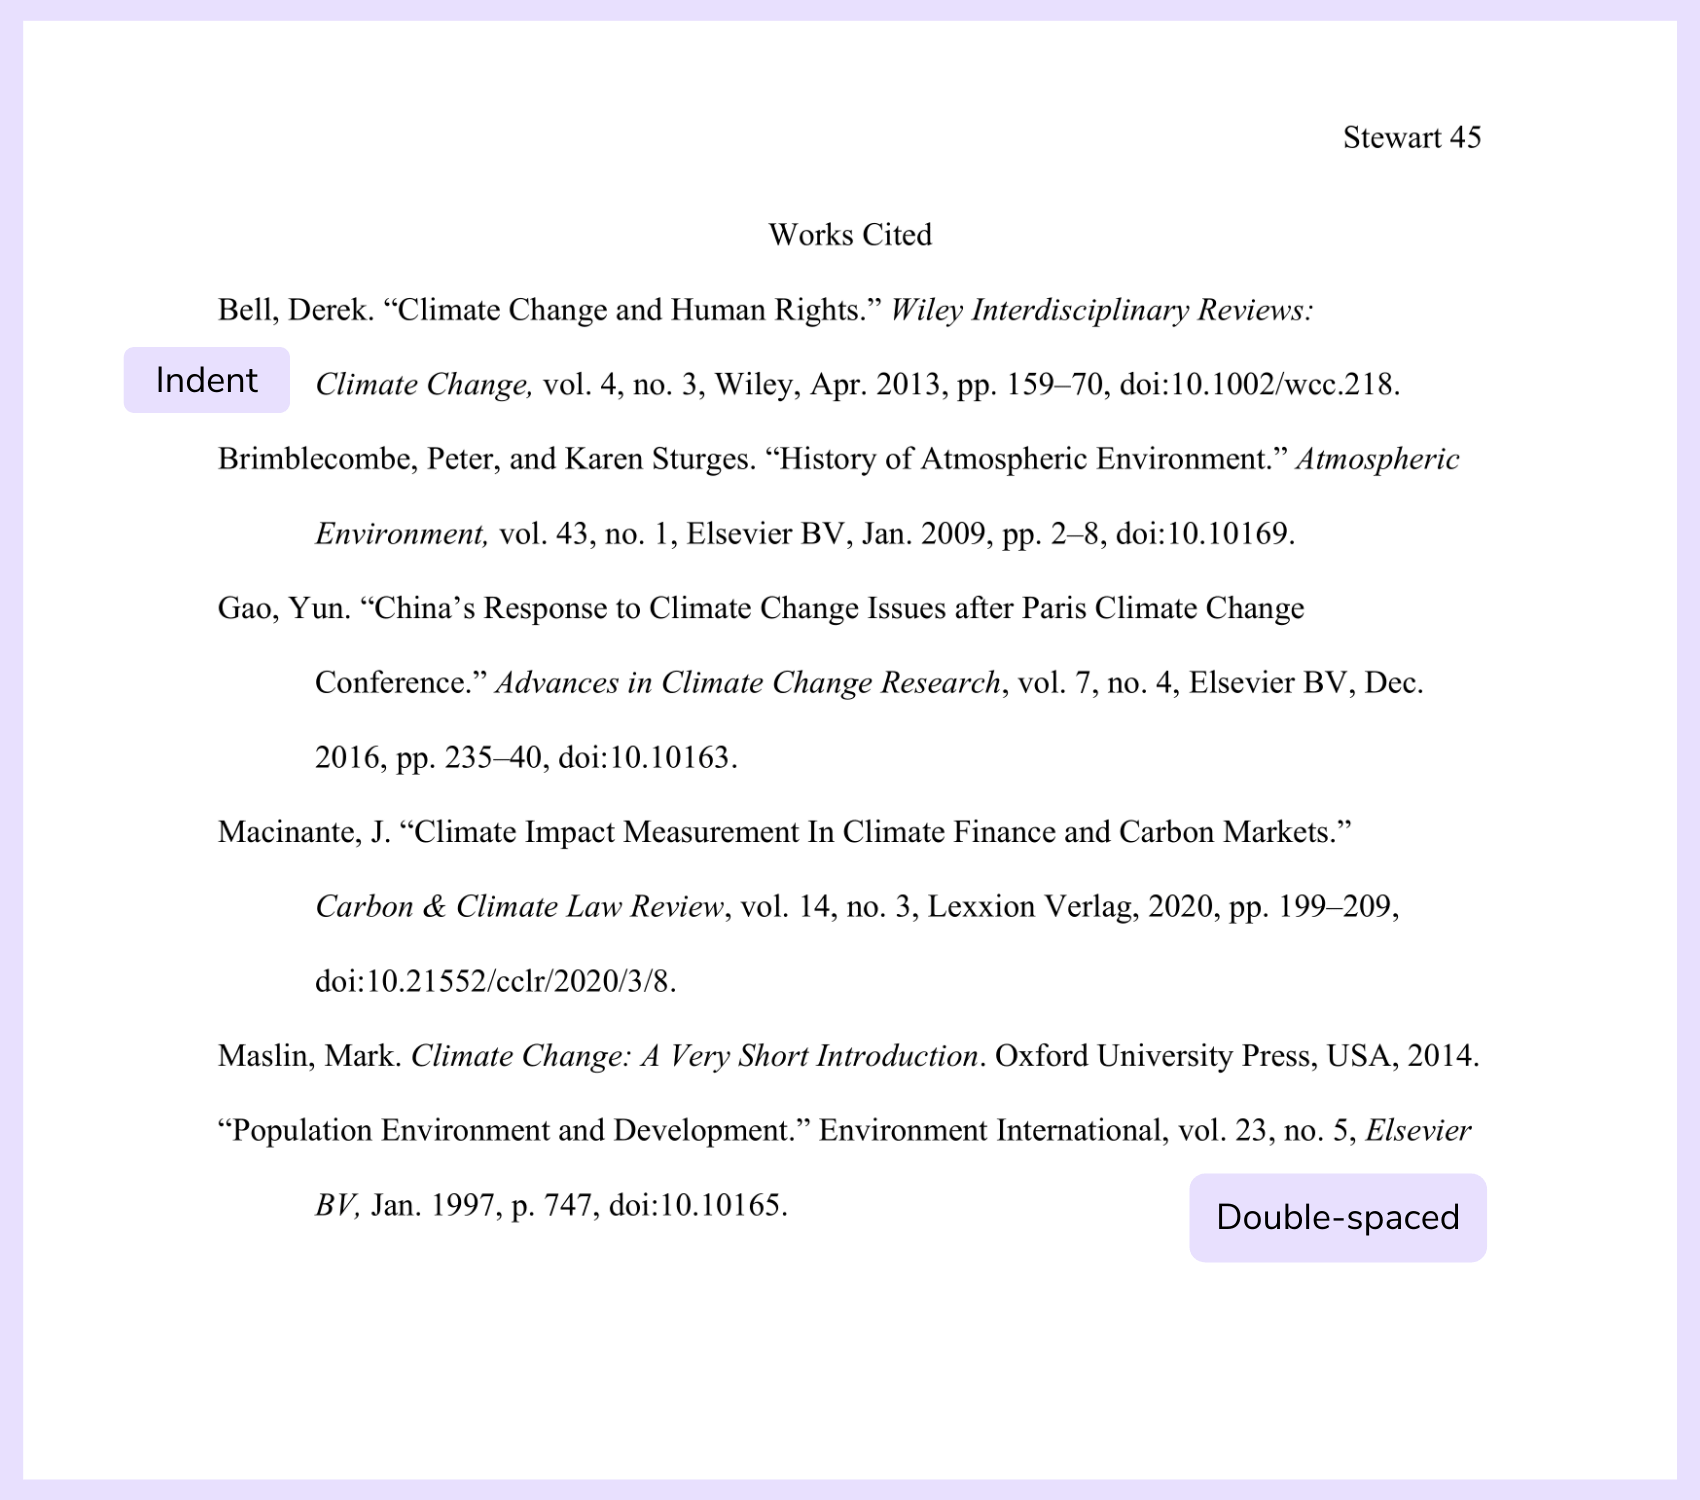 Stewart 45
Works Cited
Bell, Derek. “Climate Change and Human Rights.” Wiley Interdisciplinary Reviews:
Indent
Climate Change, vol. 4, no. 3, Wiley, Apr. 2013, pp. 159–70, doi:10.1002/wcc.218.
Brimblecombe, Peter, and Karen Sturges. “History of Atmospheric Environment.” Atmospheric
Environment, vol. 43, no. 1, Elsevier BV, Jan. 2009, pp. 2–8, doi:10.10169.
Gao, Yun. “China’s Response to Climate Change Issues after Paris Climate Change
Conference.” Advances in Climate Change Research, vol. 7, no. 4, Elsevier BV, Dec.
2016, pp. 235–40, doi:10.10163.
Macinante, J. “Climate Impact Measurement In Climate Finance and Carbon Markets.”
Carbon & Climate Law Review, vol. 14, no. 3, Lexxion Verlag, 2020, pp. 199–209,
doi:10.21552/cclr/2020/3/8.
Maslin, Mark. Climate Change: A Very Short Introduction. Oxford University Press, USA, 2014.
“Population Environment and Development.” Environment International, vol. 23, no. 5, Elsevier
BV, Jan. 1997, p. 747, doi:10.10165.
Double-spaced